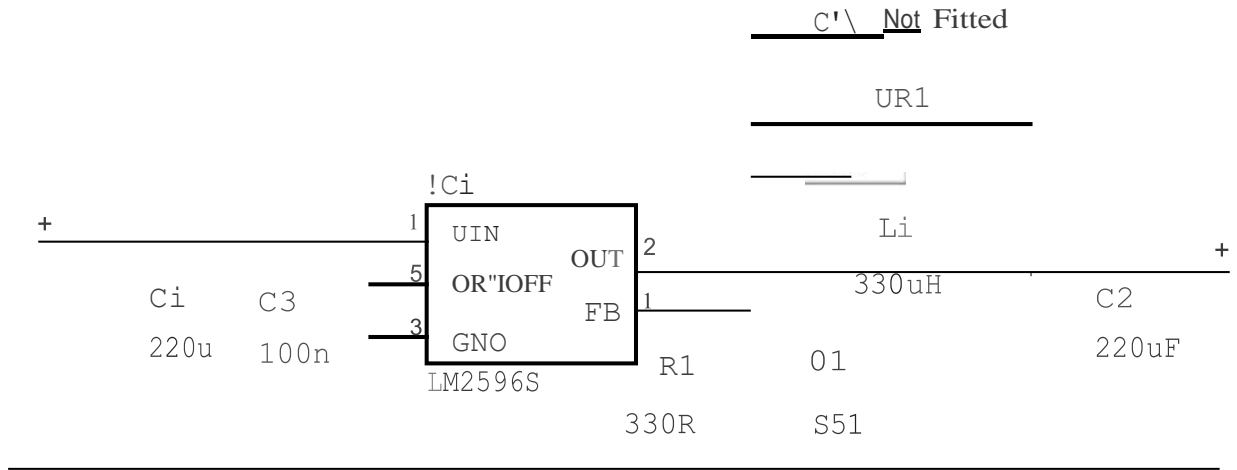 C'\ Not Fitted
UR1
!Ci
+
1
UIN
Li
OUT
2
+
5
OR"IOFF
330uH
Ci
C3
FB
1
C2
3
GNO
220u
100n
220uF
LM2596S
R1
01
330R
S51